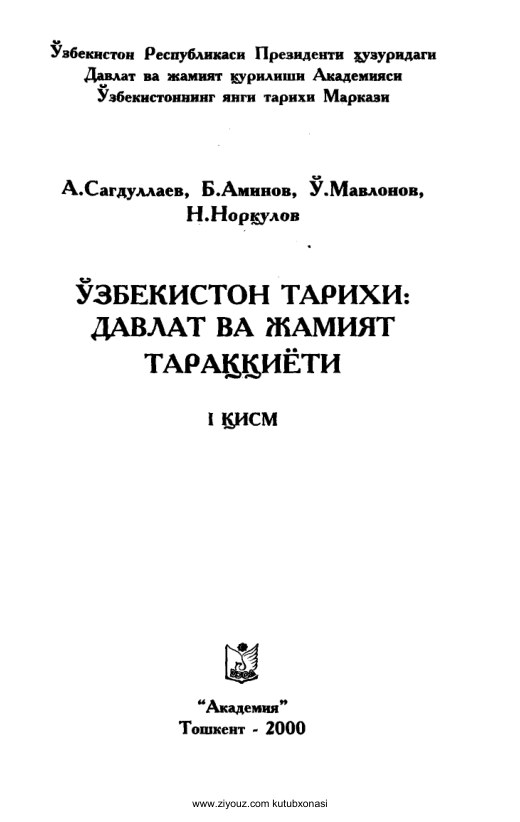 Ўзбекистон Республикаси Президенти ҳузуридаги
Давлат ва жамият қурилиши Академияси
Ўзбекистоннинг янги тарихи Маркази
А.Сагдуллаев, Б.Аминов, Ў.Мавлонов,
Н.Норқулов
ЎЗБЕКИСТОН ТАРИХИ:
ДАВЛАТ ВА ЖАМИЯТ
ТАРАҚҚИЁТИ
I ҚИСМ
“Академия”
Тошкент - 2000
www.ziyouz.com kutubxonasi